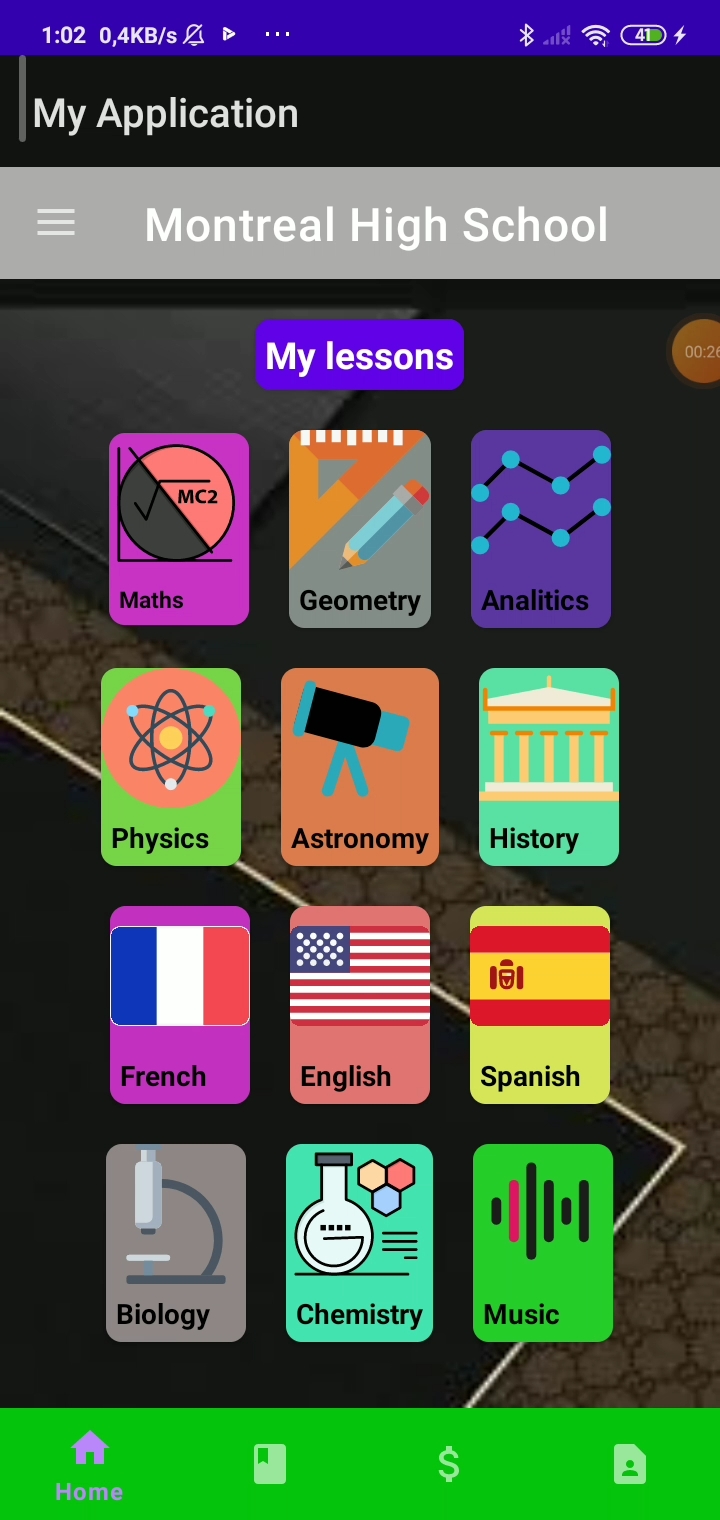 1:02 0,4KB/s ... 41
My Application
Montreal High School
My lessons
00:26
MC2
Maths
Geometry
Analitics
Physics
Astronomy
History
French
English
Spanish
Biology
Chemistry
Music
$
Home